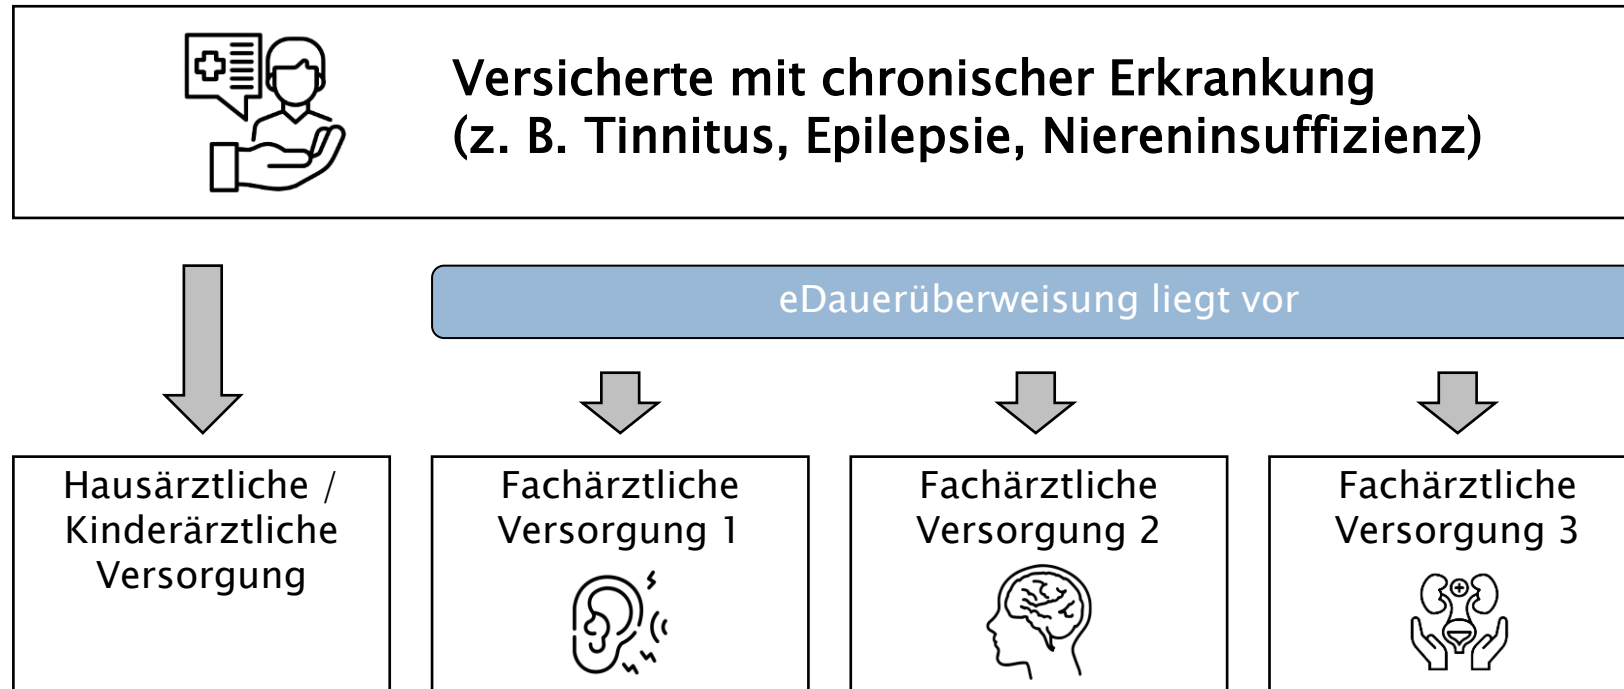 Versicherte mit chronischer Erkrankung
(z. B. Tinnitus, Epilepsie, Niereninsuffizienz)
eDauerüberweisung liegt vor
Hausärztliche /
Kinderärztliche
Versorgung
Fachärztliche
Versorgung 1
Fachärztliche
Versorgung 2
Fachärztliche
Versorgung 3